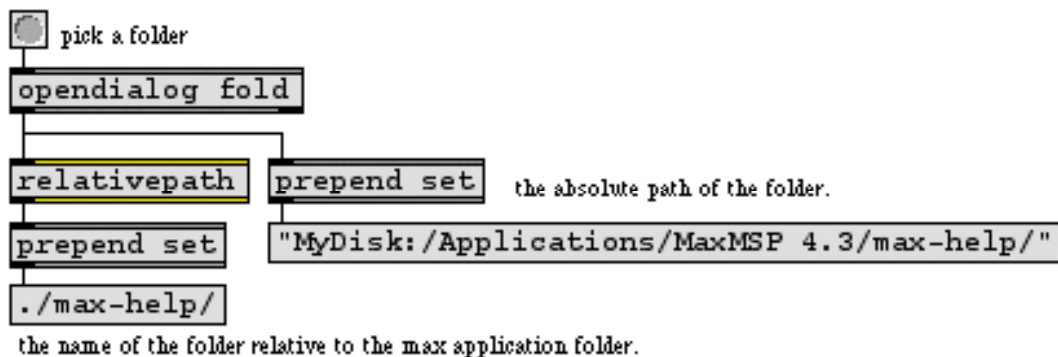 pick a folder
opendialog fold
relativepath
prepend set
the absolute path of the folder.
prepend set
"MyDisk:/Applications/MaxMSP 4.3/max-help/"
./max-help/
the name of the folder relative to the max application folder.